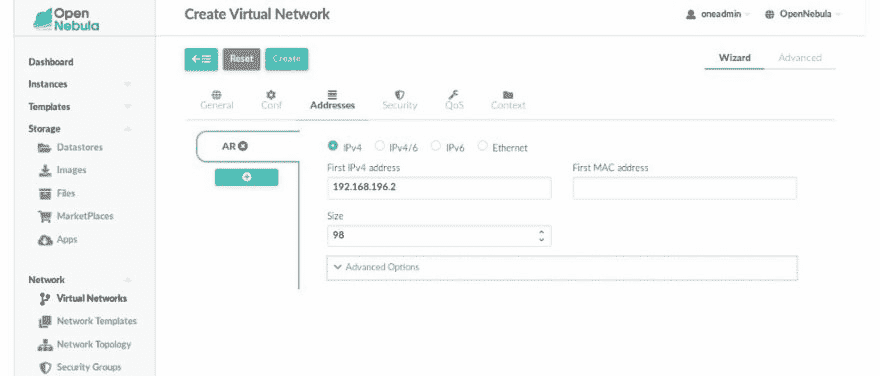 Open
Nebula
Create Virtual Network
oneadmin
OpenNebula
Dashboard
Instances
Templates
Storage
Datastores
Images
Files
MarketPlaces
Apps
Network
Virtual Networks
Network Templates
Network Topology
Security Groups
Reset
Create
Wizard
Advanced
General
Conf
Addresses
Security
QoS
Context
AR
IPv4
IPv4/6
IPv6
Ethernet
First IPv4 address
First MAC address
192.168.196.2
Size
98
Advanced Options